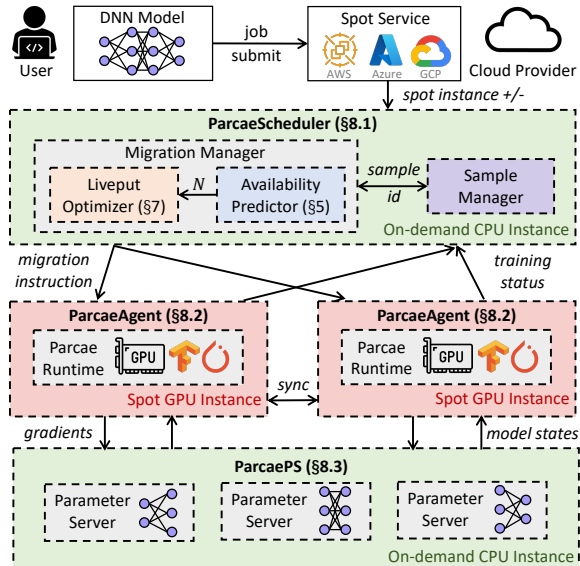 User
DNN Model
job
submit
Spot Service
AWS
Azure
GCP
Cloud Provider
spot instance +/-
ParcaeScheduler (§8.1)
Migration Manager
Liveput
Optimizer (§7)
N
Availability
Predictor (§5)
sample
id
Sample
Manager
On-demand CPU Instance
migration
instruction
training
status
ParcaeAgent (§8.2)
Parcae
Runtime
GPU
Spot GPU Instance
sync
ParcaeAgent (§8.2)
Parcae
Runtime
GPU
Spot GPU Instance
gradients
model states
ParcaePS (§8.3)
Parameter
Server
Parameter
Server
Parameter
Server
On-demand CPU Instance